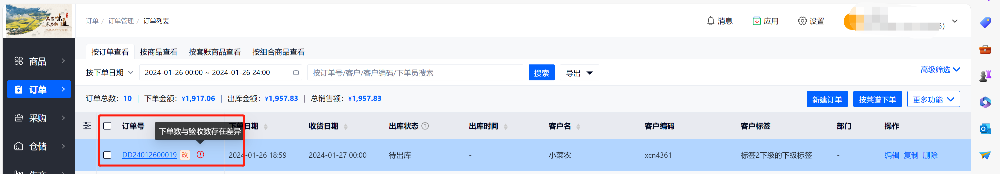 品尝味道
家乡的
订单 / 订单管理 / 订单列表
消息
应用
设置
5)
商品
订单
采购
仓储
生产
按订单查看
按商品查看
按套账商品查看
按组合商品查看
按下单日期
2024-01-26 00:00 ~ 2024-01-26 24:00
按订单号/客户/客户编码/下单员搜索
搜索
导出
高级筛选
订单总数：10 | 下单金额：¥1,917.06 | 出库金额：¥1,957.83 | 总销售额：¥1,957.83
新建订单
按菜谱下单
更多功能
订单号
下单数与验收数存在差异
下单日期
收货日期
出库状态
出库时间
客户名
客户编码
客户标签
部门
操作
DD24012600019 改
2024-01-26 18:59
2024-01-27 00:00
待出库
-
小菜农
xcn4361
标签2下级的下级标签
-
编辑 复制 删除